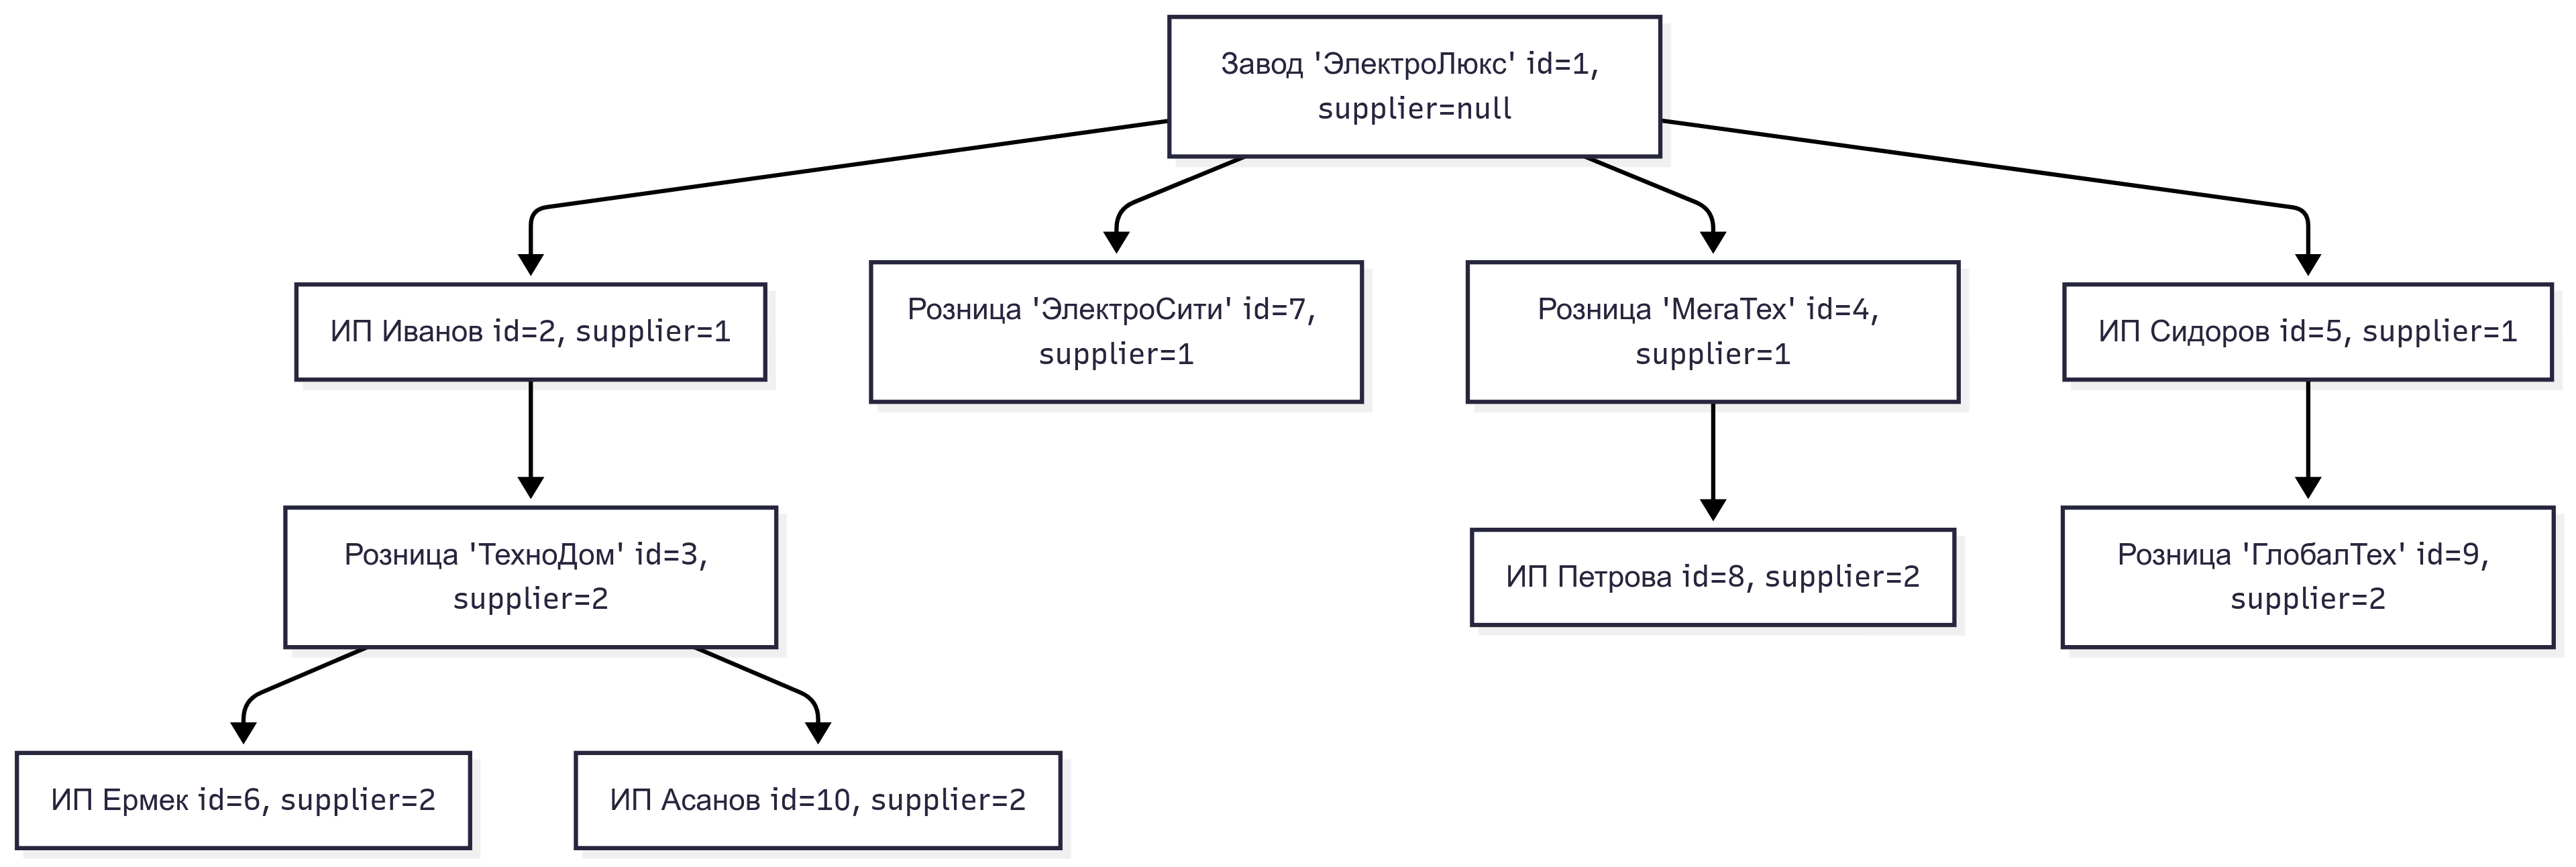 Завод 'ЭлектроЛюкс' id=1,
supplier=null
ИП Иванов id=2, supplier=1
Розница 'ЭлектроСити' id=7,
supplier=1
Розница 'МегаТех' id=4,
supplier=1
ИП Сидоров id=5, supplier=1
Розница 'ТехноДом' id=3,
supplier=2
ИП Петрова id=8, supplier=2
Розница 'ГлобалТех' id=9,
supplier=2
ИП Ермек id=6, supplier=2
ИП Асанов id=10, supplier=2